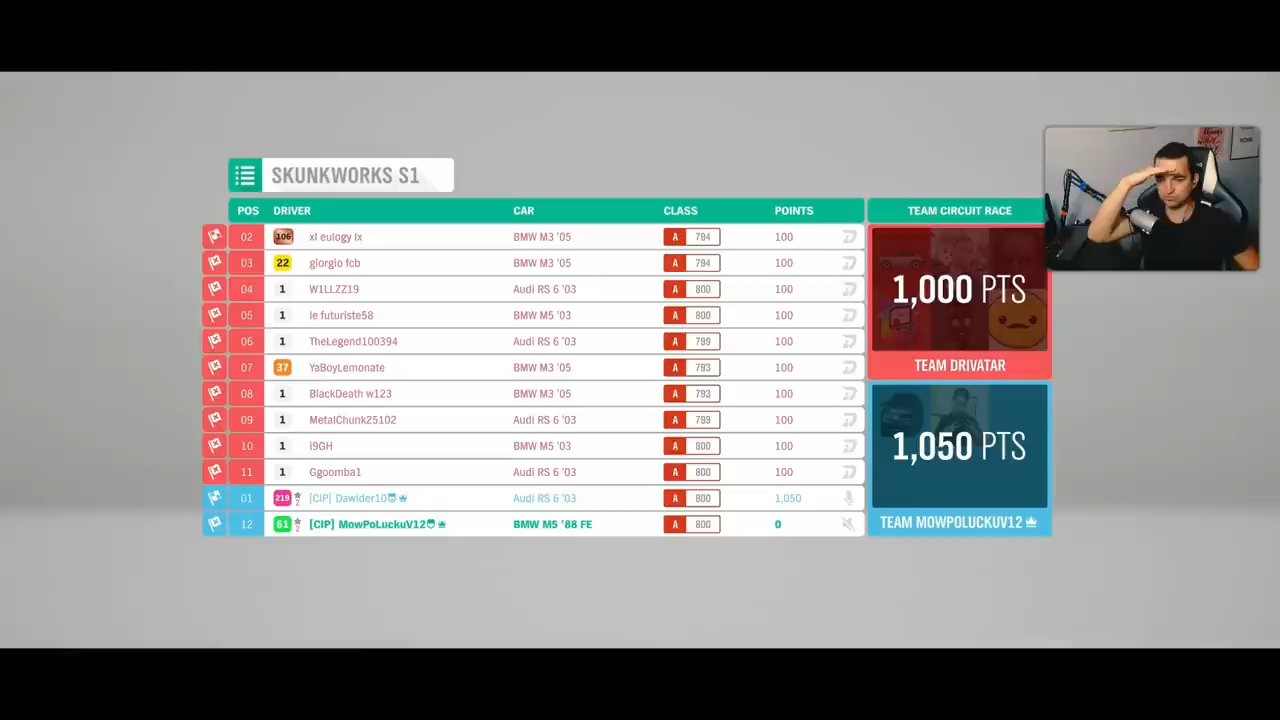 SKUNKWORKS S1
POS DRIVER CAR CLASS POINTS TEAM CIRCUIT RACE
02 106 xI eulogy Ix BMW M3 '05 A 794 100
03 22 giorgio fcb BMW M3 '05 A 794 100
04 1 W1LLZZ19 Audi RS 6 '03 A 800 100
05 1 le futuriste58 BMW M5 '03 A 800 100
06 1 TheLegend100394 Audi RS 6 '03 A 799 100
07 37 YaBoyLemonate BMW M3 '05 A 793 100
08 1 BlackDeath w123 BMW M3 '05 A 793 100
09 1 MetalChunk25102 Audi RS 6 '03 A 799 100
10 1 i9GH BMW M5 '03 A 800 100
11 1 Ggoomba1 Audi RS 6 '03 A 800 100
01 219 2 [CIP] Dawider10 Audi RS 6 '03 A 800 1,050
12 61 2 [CIP] MowPoLuckuV12 BMW M5 '88 FE A 800 0
1,000 PTS
TEAM DRIVATAR
1,050 PTS
TEAM MOWPOLUCKUV12